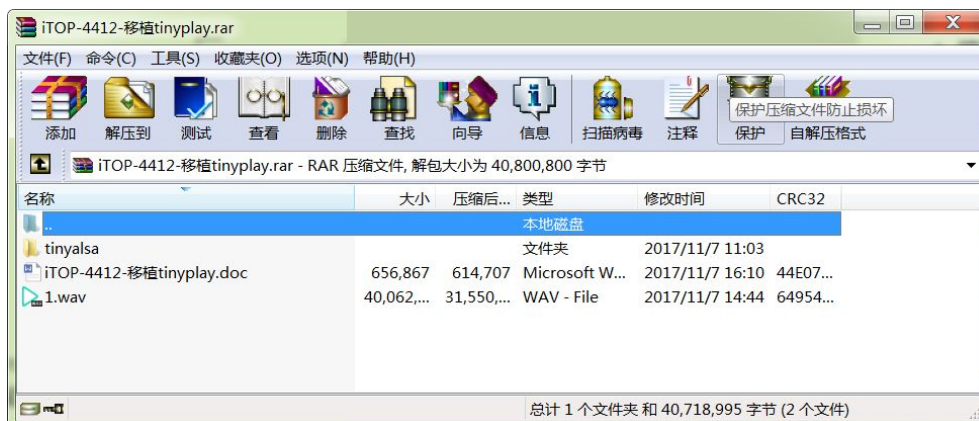 iTOP-4412-移植tinyplay.rar
文件(F) 命令(C) 工具(S) 收藏夹(O) 选项(N) 帮助(H)
添加 解压到 测试 查看 删除 查找 向导 信息 扫描病毒 注释 保护 自解压格式
保护压缩文件防止损坏
iTOP-4412-移植tinyplay.rar - RAR 压缩文件, 解包大小为 40,800,800 字节
名称 大小 压缩后... 类型 修改时间 CRC32
.. 本地磁盘
tinyalsa 文件夹 2017/11/7 11:03
iTOP-4412-移植tinyplay.doc 656,867 614,707 Microsoft W... 2017/11/7 16:10 44E07...
1.wav 40,062,... 31,550,... WAV - File 2017/11/7 14:44 64954...
总计 1 个文件夹 和 40,718,995 字节 (2 个文件)